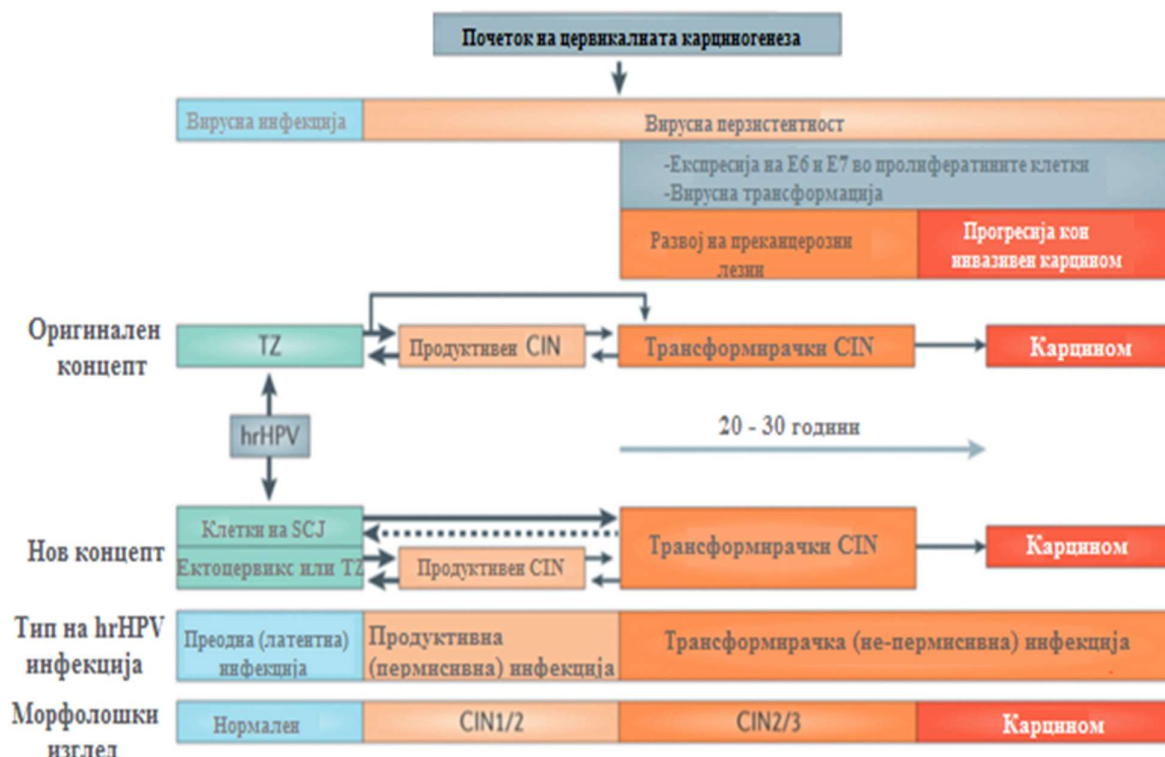 Почеток на цервикалната карциногенеза
Вирусна инфекција
Вирусна перзистентност
-Експресија на Е6 и Е7 во пролифератините клетки
-Вирусна трансформација
Развој на преканцерозни
лезии
Прогресија кон
инвазивен карцином
Оригинален
концепт
TZ
Продуктивен CIN
Трансформирачки CIN
Карцином
hrHPV
20 - 30 години
Нов концепт
Клетки на SCJ
Ектоцервикс или TZ
Продуктивен CIN
Трансформирачки CIN
Карцином
Тип на hrHPV
инфекција
Преодна (латентна)
инфекција
Продуктивна
(пермисивна) инфекција
Трансформирачка (не-пермисивна) инфекција
Морфолошки
изглед
Нормален
CIN1/2
CIN2/3
Карцином